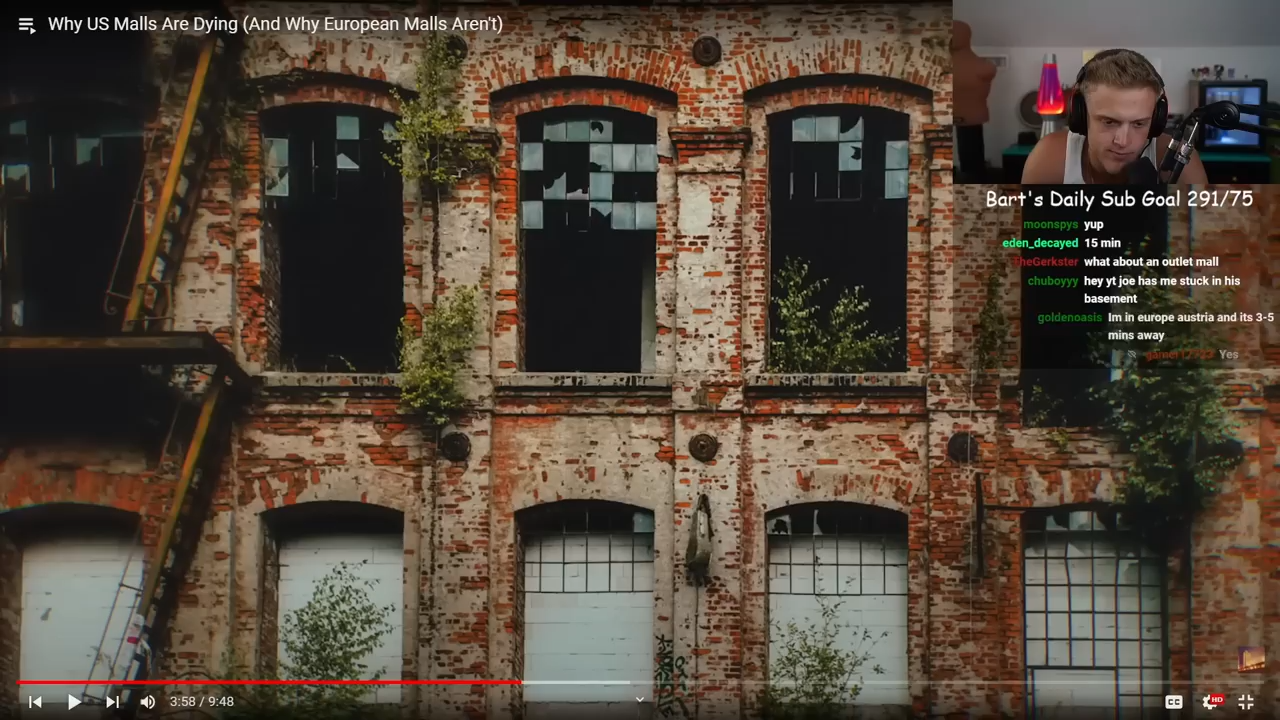 Why US Malls Are Dying (And Why European Malls Aren't)
Bart's Daily Sub Goal 291/75
moonspys yup
eden_decayed 15 min
TheGerkster what about an outlet mall
chuboyyy hey yt joe has me stuck in his
basement
goldenoasis Im in europe austria and its 3-5
mins away
Yes
3:58 / 9:48
CC
HD